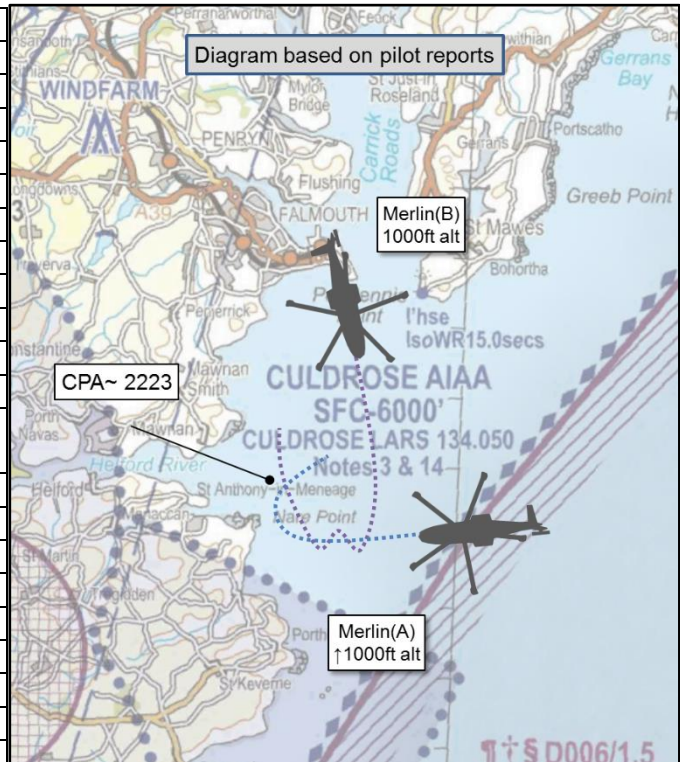 Perranarworthal
Feock
Diagram based on pilot reports
Gerrans
Bay
WINDFARM
Mylor
Bridge
St Just in
Roseland
Carrick
Roads
PENRYN
Gerrans
Portscatho
Flushing
A39
FALMOUTH
Greeb Point
Merlin(B)
1000ft alt
St Mawes
Bohortha
l'hse
IsoWR15.0secs
CPA~ 2223
Mawnan
Smith
CULDROSE AIAA
SFC-6000'
Porth
Navas
Mawnan
CULDROSE LARS 134.050
Notes 3 & 14
Helford River
Helford
St Anthony-in-Meneage
Nare Point
St Martin
Merlin(A)
↑1000ft alt
St Keverne
¶†§ D006/1.5